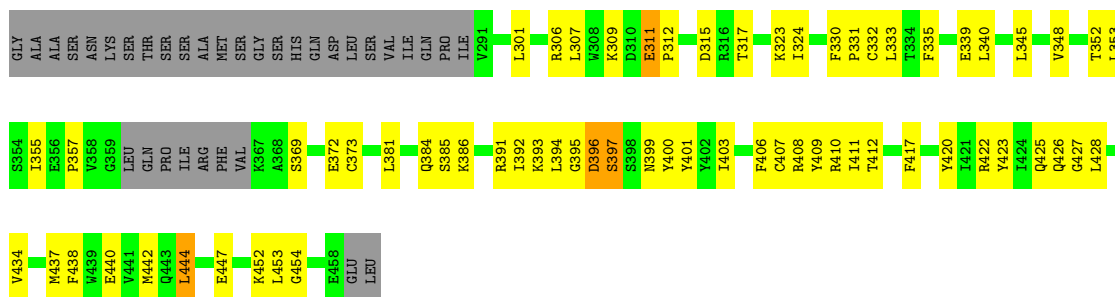 GLY ALA ALA SER ASN LYS SER THR SER SER ALA MET SER GLY SER HIS GLN ASP LEU SER VAL ILE GLN PRO ILE V291 L301 R306 L307 W308 K309 D310 E311 P312 D315 R316 T317 K323 I324 F330 P331 C332 L333 T334 F335 E339 L340 L345 V348 T352 L353
S354 I355 E356 P357 V358 G359 LEU GLN PRO ILE ARG PHE VAL K367 A368 S369 E372 C373 L381 Q384 S385 K386 R391 I392 K393 L394 G395 D396 S397 S398 N399 Y400 Y401 Y402 I403 F406 C407 R408 Y409 R410 I411 T412 F417 Y420 I421 R422 Y423 I424 Q425 Q426 G427 L428
V434 M437 F438 W439 E440 V441 M442 Q443 L444 E447 K452 L453 G454 E458 GLU LEU